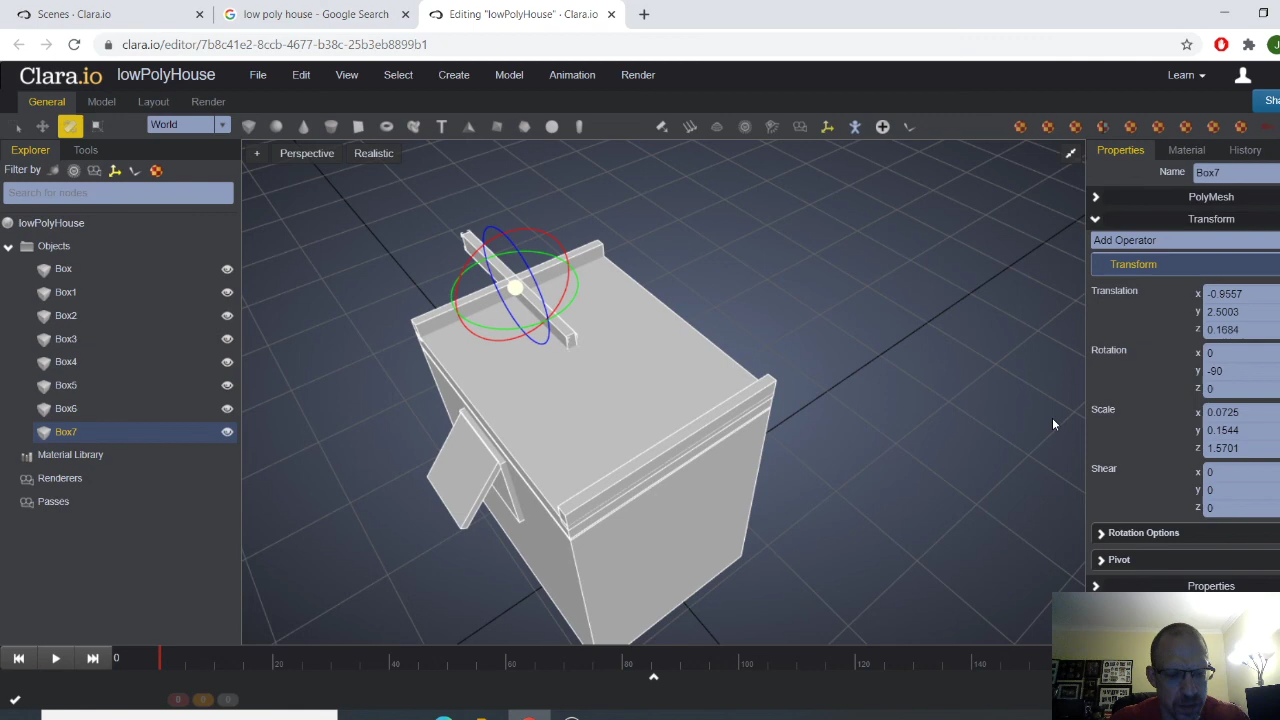 Scenes · Clara.io
low poly house - Google Search
Editing "lowPolyHouse" · Clara.io
clara.io/editor/7b8c41e2-8ccb-4677-b38c-25b3eb8899b1
Clara.io
lowPolyHouse
File
Edit
View
Select
Create
Model
Animation
Render
Learn
General
Model
Layout
Render
Sha
World
Explorer
Tools
Filter by
Search for nodes
lowPolyHouse
Objects
Box
Box1
Box2
Box3
Box4
Box5
Box6
Box7
Material Library
Renderers
Passes
+
Perspective
Realistic
Properties
Material
History
Name
Box7
PolyMesh
Transform
Add Operator
Transform
Translation
x -0.9557
y 2.5003
z 0.1684
Rotation
x 0
y -90
z 0
Scale
x 0.0725
y 0.1544
z 1.5701
Shear
x 0
y 0
z 0
Rotation Options
Pivot
Properties
0
20
40
60
80
100
120
140
0
0
0